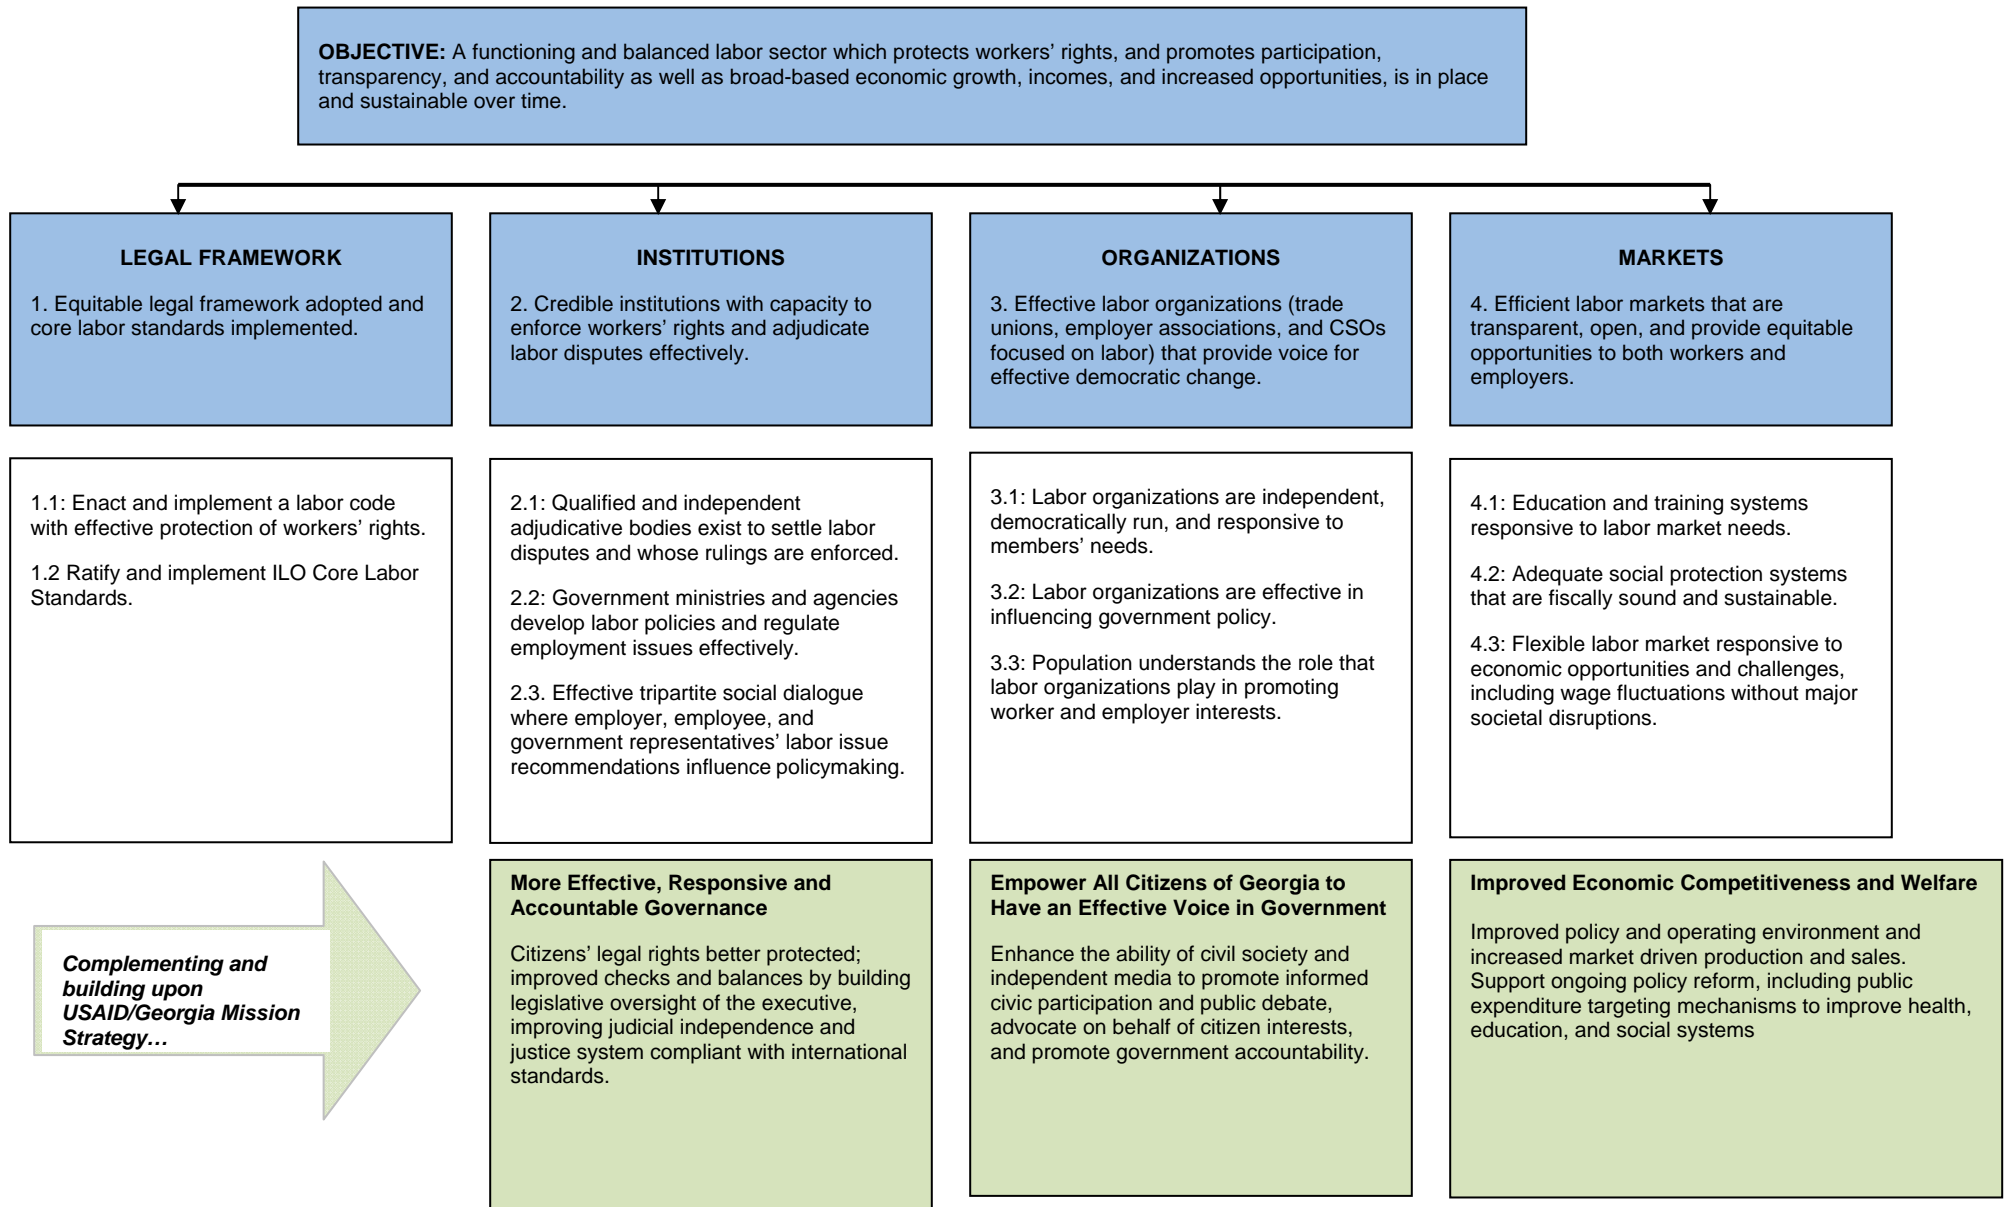 OBJECTIVE: A functioning and balanced labor sector which protects workers’ rights, and promotes participation,
transparency, and accountability as well as broad-based economic growth, incomes, and increased opportunities, is in place
and sustainable over time.
LEGAL FRAMEWORK
1. Equitable legal framework adopted and
core labor standards implemented.
INSTITUTIONS
2. Credible institutions with capacity to
enforce workers’ rights and adjudicate
labor disputes effectively.
ORGANIZATIONS
3. Effective labor organizations (trade
unions, employer associations, and CSOs
focused on labor) that provide voice for
effective democratic change.
MARKETS
4. Efficient labor markets that are
transparent, open, and provide equitable
opportunities to both workers and
employers.
1.1: Enact and implement a labor code
with effective protection of workers’ rights.
1.2 Ratify and implement ILO Core Labor
Standards.
2.1: Qualified and independent
adjudicative bodies exist to settle labor
disputes and whose rulings are enforced.
2.2: Government ministries and agencies
develop labor policies and regulate
employment issues effectively.
2.3. Effective tripartite social dialogue
where employer, employee, and
government representatives’ labor issue
recommendations influence policymaking.
3.1: Labor organizations are independent,
democratically run, and responsive to
members’ needs.
3.2: Labor organizations are effective in
influencing government policy.
3.3: Population understands the role that
labor organizations play in promoting
worker and employer interests.
4.1: Education and training systems
responsive to labor market needs.
4.2: Adequate social protection systems
that are fiscally sound and sustainable.
4.3: Flexible labor market responsive to
economic opportunities and challenges,
including wage fluctuations without major
societal disruptions.
Complementing and
building upon
USAID/Georgia Mission
Strategy…
More Effective, Responsive and
Accountable Governance
Citizens’ legal rights better protected;
improved checks and balances by building
legislative oversight of the executive,
improving judicial independence and
justice system compliant with international
standards.
Empower All Citizens of Georgia to
Have an Effective Voice in Government
Enhance the ability of civil society and
independent media to promote informed
civic participation and public debate,
advocate on behalf of citizen interests,
and promote government accountability.
Improved Economic Competitiveness and Welfare
Improved policy and operating environment and
increased market driven production and sales.
Support ongoing policy reform, including public
expenditure targeting mechanisms to improve health,
education, and social systems